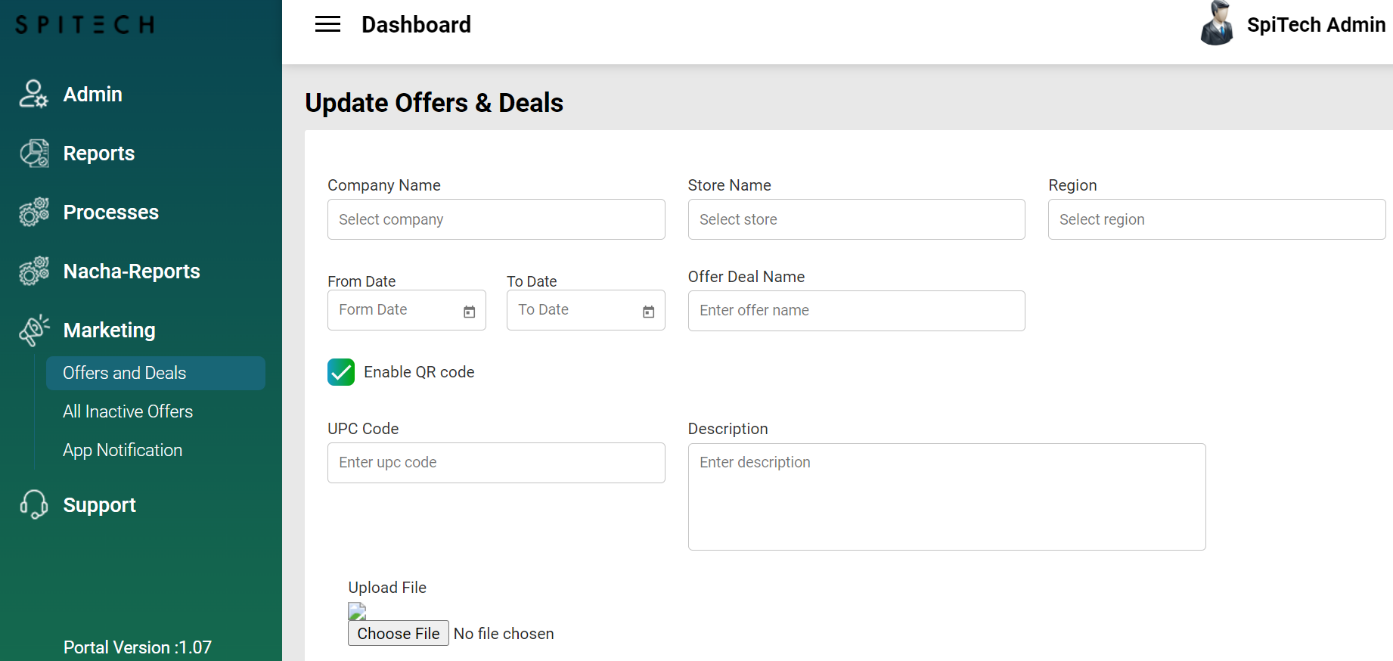 SPITECH
Dashboard
SpiTech Admin
Admin
Reports
Processes
Nacha-Reports
Marketing
Offers and Deals
All Inactive Offers
App Notification
Support
Portal Version :1.07
Update Offers & Deals
Company Name
Select company
Store Name
Select store
Region
Select region
From Date
Form Date
To Date
To Date
Offer Deal Name
Enter offer name
Enable QR code
UPC Code
Enter upc code
Description
Enter description
Upload File
Choose File No file chosen